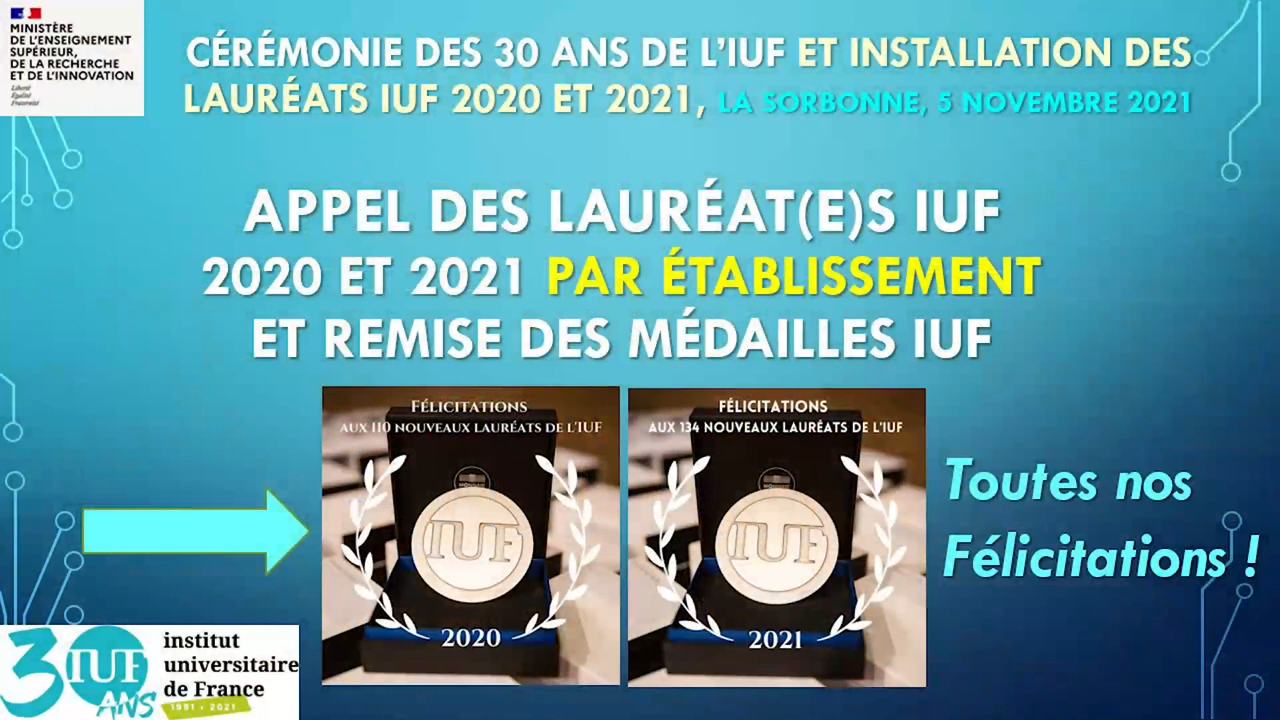 MINISTÈRE
DE L'ENSEIGNEMENT
SUPÉRIEUR,
DE LA RECHERCHE
ET DE L'INNOVATION
Liberté
Égalité
Fraternité
CÉRÉMONIE DES 30 ANS DE L'IUF ET INSTALLATION DES
LAURÉATS IUF 2020 ET 2021, LA SORBONNE, 5 NOVEMBRE 2021
APPEL DES LAURÉAT(E)S IUF
2020 ET 2021 PAR ÉTABLISSEMENT
ET REMISE DES MÉDAILLES IUF
FÉLICITATIONS
AUX 110 NOUVEAUX LAURÉATS DE L'IUF
IUF
2020
FÉLICITATIONS
AUX 134 NOUVEAUX LAURÉATS DE L'IUF
IUF
2021
Toutes nos
Félicitations !
30 IUF ANS
institut
universitaire
de France
1991 - 2021